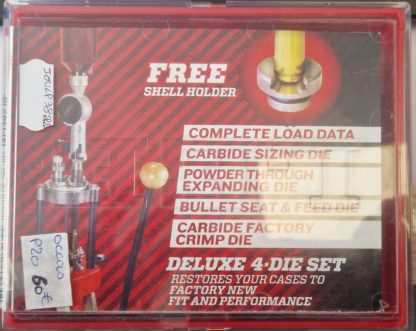 FREE
SHELL HOLDER
COMPLETE LOAD DATA
CARBIDE SIZING DIE
POWDER THROUGH
EXPANDING DIE
BULLET SEAT & FEED DIE
CARBIDE FACTORY
CRIMP DIE
DELUXE 4-DIE SET
RESTORES YOUR CASES TO
FACTORY NEW
FIT AND PERFORMANCE
P20
60€